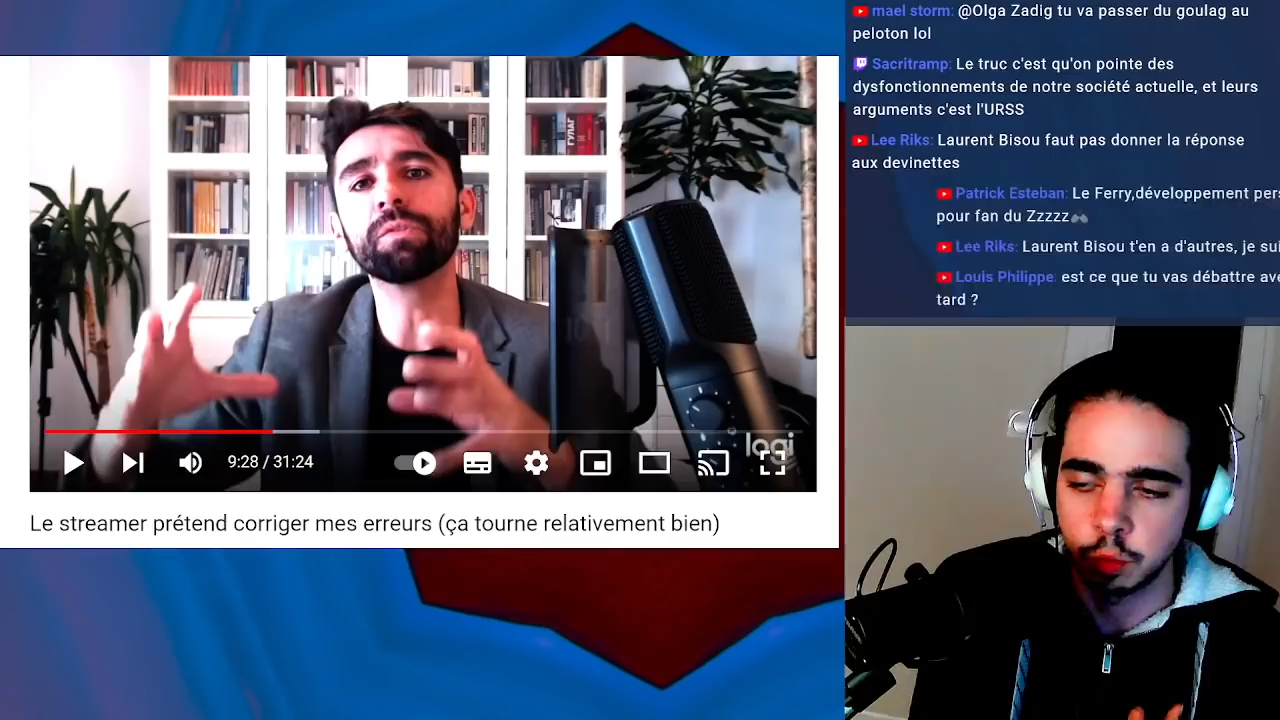 mael storm: @Olga Zadig tu va passer du goulag au
peloton lol
Sacritramp: Le truc c'est qu'on pointe des
dysfonctionnements de notre société actuelle, et leurs
arguments c'est l'URSS
Lee Riks: Laurent Bisou faut pas donner la réponse
aux devinettes
Patrick Esteban: Le Ferry,développement per
pour fan du Zzzzz
Lee Riks: Laurent Bisou t'en a d'autres, je sui
Louis Philippe: est ce que tu vas débattre ave
tard ?
ГУЛАГ
logi
9:28 / 31:24
Le streamer prétend corriger mes erreurs (ça tourne relativement bien)